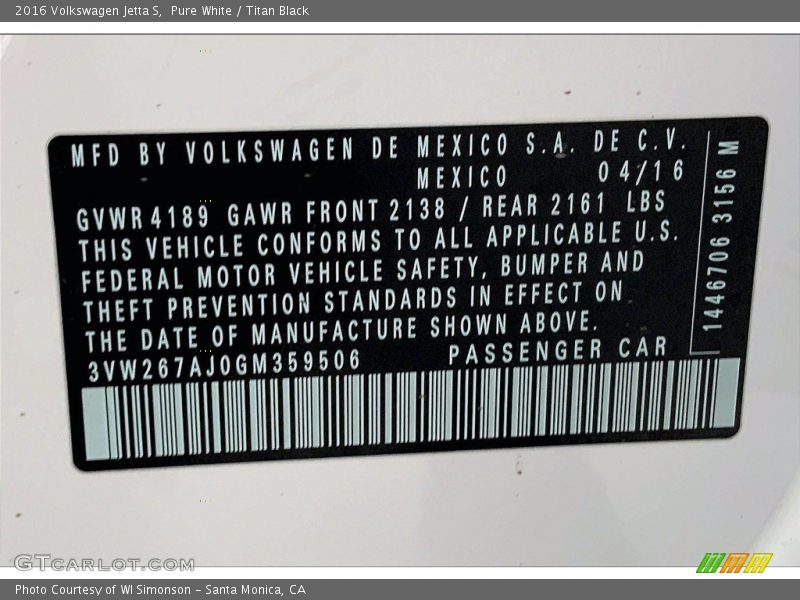 2016 Volkswagen Jetta S, Pure White / Titan Black
MFD BY VOLKSWAGEN DE MEXICO S.A. DE C.V.
MEXICO 04/16
GVWR 4189 GAWR FRONT 2138 / REAR 2161 LBS
THIS VEHICLE CONFORMS TO ALL APPLICABLE U.S.
FEDERAL MOTOR VEHICLE SAFETY, BUMPER AND
THEFT PREVENTION STANDARDS IN EFFECT ON
THE DATE OF MANUFACTURE SHOWN ABOVE.
3VW267AJ0GM359506 PASSENGER CAR
1446706 3156 M
GTCARLOT.COM
Photo Courtesy of WI Simonson - Santa Monica, CA